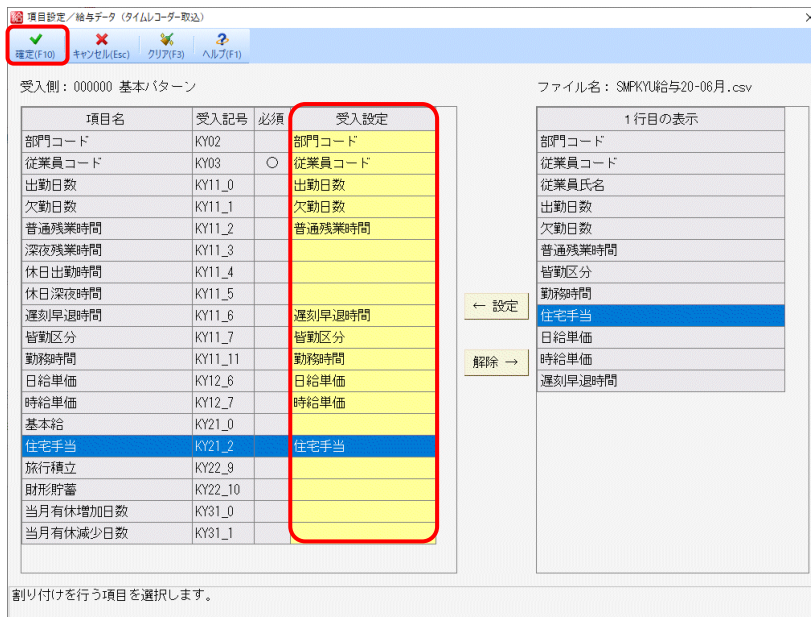 項目設定／給与データ（タイムレコーダー取込）
確定(F10) キャンセル(Esc) クリア(F3) ヘルプ(F1)
受入側：000000 基本パターン
ファイル名：SMPKYU給与20-06月.csv
項目名 受入記号 必須 受入設定
部門コード KY02 部門コード
従業員コード KY03 ○ 従業員コード
出勤日数 KY11_0 出勤日数
欠勤日数 KY11_1 欠勤日数
普通残業時間 KY11_2 普通残業時間
深夜残業時間 KY11_3
休日出勤時間 KY11_4
休日深夜時間 KY11_5
遅刻早退時間 KY11_6 遅刻早退時間
皆勤区分 KY11_7 皆勤区分
勤務時間 KY11_11 勤務時間
日給単価 KY12_6 日給単価
時給単価 KY12_7 時給単価
基本給 KY21_0
住宅手当 KY21_2 住宅手当
旅行積立 KY22_9
財形貯蓄 KY22_10
当月有休増加日数 KY31_0
当月有休減少日数 KY31_1
← 設定
解除 →
1行目の表示
部門コード
従業員コード
従業員氏名
出勤日数
欠勤日数
普通残業時間
皆勤区分
勤務時間
住宅手当
日給単価
時給単価
遅刻早退時間
割り付けを行う項目を選択します。